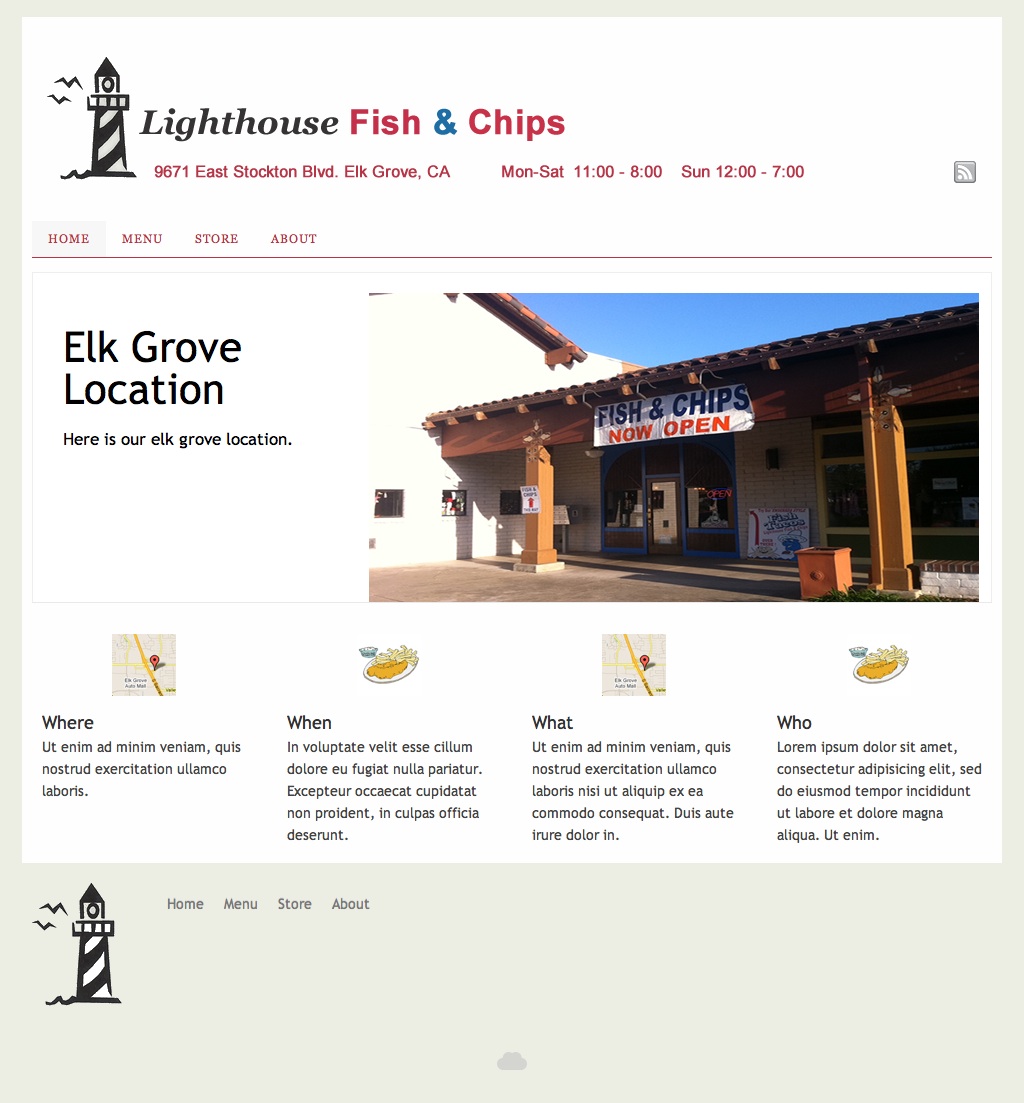 Lighthouse Fish & Chips
9671 East Stockton Blvd. Elk Grove, CA Mon-Sat 11:00 - 8:00 Sun 12:00 - 7:00
HOME MENU STORE ABOUT
Elk Grove
Location
Here is our elk grove location.
FISH & CHIPS
NOW OPEN
OPEN
FISH &
CHIPS
Fish
Tacos
Elk Grove
Auto Mall
Elk Grove
Auto Mall
Where
Ut enim ad minim veniam, quis
nostrud exercitation ullamco
laboris.
When
In voluptate velit esse cillum
dolore eu fugiat nulla pariatur.
Excepteur occaecat cupidatat
non proident, in culpas officia
deserunt.
What
Ut enim ad minim veniam, quis
nostrud exercitation ullamco
laboris nisi ut aliquip ex ea
commodo consequat. Duis aute
irure dolor in.
Who
Lorem ipsum dolor sit amet,
consectetur adipisicing elit, sed
do eiusmod tempor incididunt
ut labore et dolore magna
aliqua. Ut enim.
Home Menu Store About